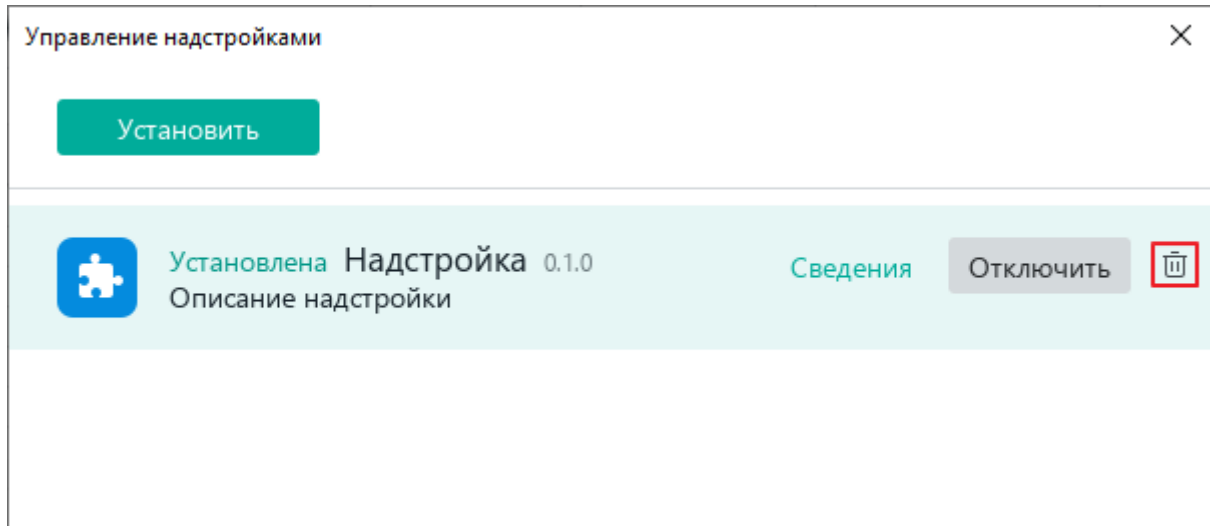 Управление надстройками
Установить
Установлена Надстройка 0.1.0
Сведения
Отключить
Описание надстройки